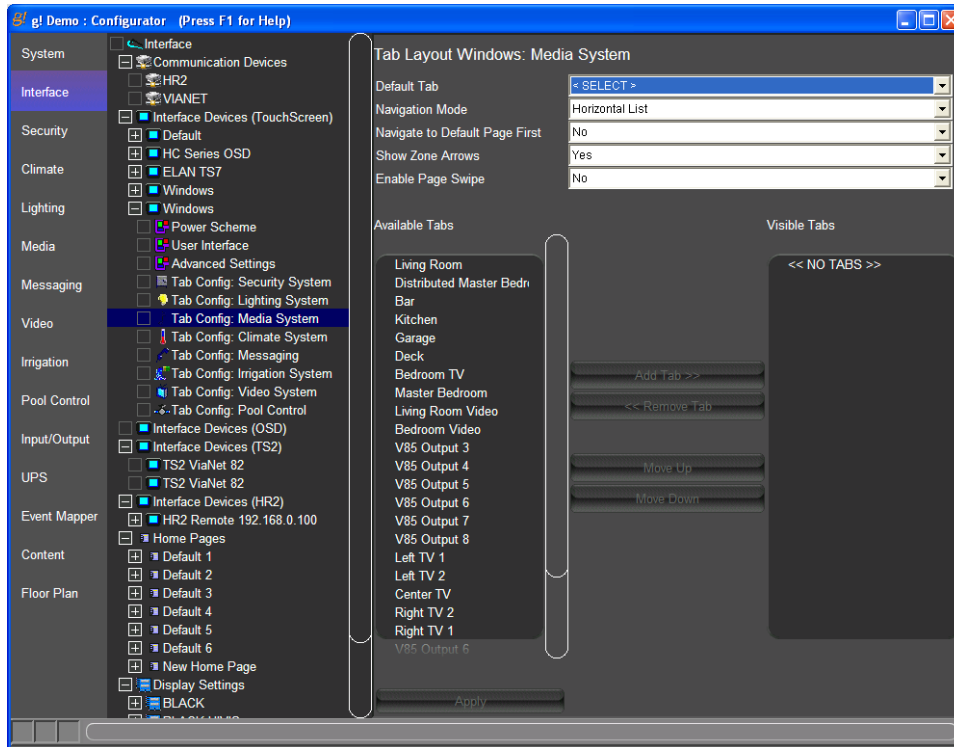 g! g! Demo : Configurator (Press F1 for Help)
System
Interface
Security
Climate
Lighting
Media
Messaging
Video
Irrigation
Pool Control
Input/Output
UPS
Event Mapper
Content
Floor Plan
Interface
Communication Devices
HR2
VIANET
Interface Devices (TouchScreen)
Default
HC Series OSD
ELAN TS7
Windows
Windows
Power Scheme
User Interface
Advanced Settings
Tab Config: Security System
Tab Config: Lighting System
Tab Config: Media System
Tab Config: Climate System
Tab Config: Messaging
Tab Config: Irrigation System
Tab Config: Video System
Tab Config: Pool Control
Interface Devices (OSD)
Interface Devices (TS2)
TS2 ViaNet 82
TS2 ViaNet 82
Interface Devices (HR2)
HR2 Remote 192.168.0.100
Home Pages
Default 1
Default 2
Default 3
Default 4
Default 5
Default 6
New Home Page
Display Settings
BLACK
Tab Layout Windows: Media System
Default Tab < SELECT >
Navigation Mode Horizontal List
Navigate to Default Page First No
Show Zone Arrows Yes
Enable Page Swipe No
Available Tabs
Living Room
Distributed Master Bedr
Bar
Kitchen
Garage
Deck
Bedroom TV
Master Bedroom
Living Room Video
Bedroom Video
V85 Output 3
V85 Output 4
V85 Output 5
V85 Output 6
V85 Output 7
V85 Output 8
Left TV 1
Left TV 2
Center TV
Right TV 2
Right TV 1
V85 Output 6
Add Tab >>
<< Remove Tab
Move Up
Move Down
Visible Tabs
<< NO TABS >>
Apply